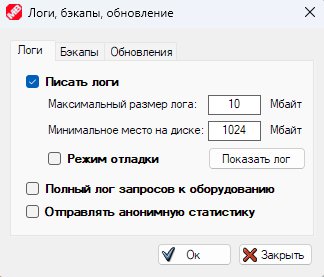 Логи, бэкапы, обновление
Логи Бэкапы Обновления
Писать логи
Максимальный размер лога: 10 Мбайт
Минимальное место на диске: 1024 Мбайт
Режим отладки Показать лог
Полный лог запросов к оборудованию
Отправлять анонимную статистику
Ок Закрыть